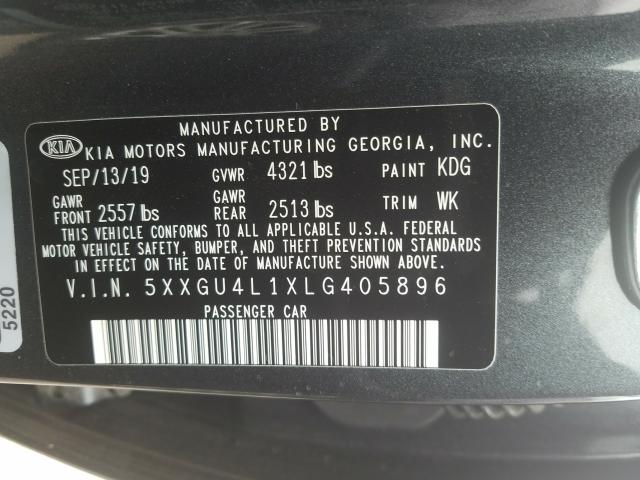 MANUFACTURED BY
KIA KIA MOTORS MANUFACTURING GEORGIA, INC.
SEP/13/19 GVWR 4321 lbs PAINT KDG
GAWR FRONT 2557 lbs GAWR REAR 2513 lbs TRIM WK
THIS VEHICLE CONFORMS TO ALL APPLICABLE U.S.A. FEDERAL
MOTOR VEHICLE SAFETY, BUMPER, AND THEFT PREVENTION STANDARDS
IN EFFECT ON THE DATE OF MANUFACTURE SHOWN ABOVE.
V.I.N. 5XXGU4L1XLG405896
PASSENGER CAR
5220